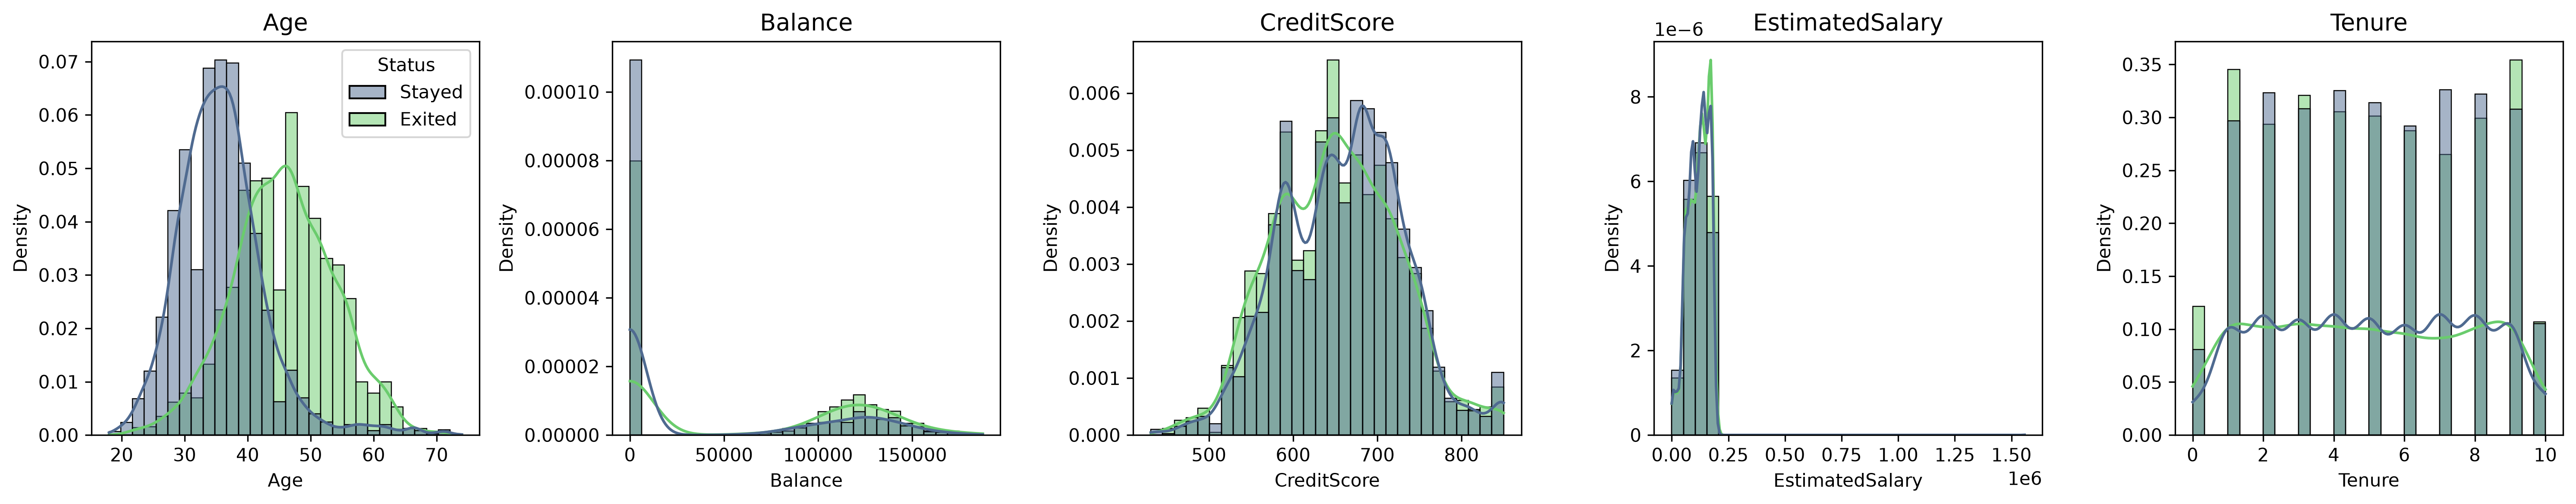 Age
Density
0.07
0.06
0.05
0.04
0.03
0.02
0.01
0.00
Status
Stayed
Exited
20 30 40 50 60 70
Age
Balance
Density
0.00010
0.00008
0.00006
0.00004
0.00002
0.00000
0 50000 100000 150000
Balance
CreditScore
Density
0.006
0.005
0.004
0.003
0.002
0.001
0.000
500 600 700 800
CreditScore
EstimatedSalary
1e−6
Density
8
6
4
2
0
0.00 0.25 0.50 0.75 1.00 1.25 1.50
EstimatedSalary
1e6
Tenure
Density
0.35
0.30
0.25
0.20
0.15
0.10
0.05
0.00
0 2 4 6 8 10
Tenure